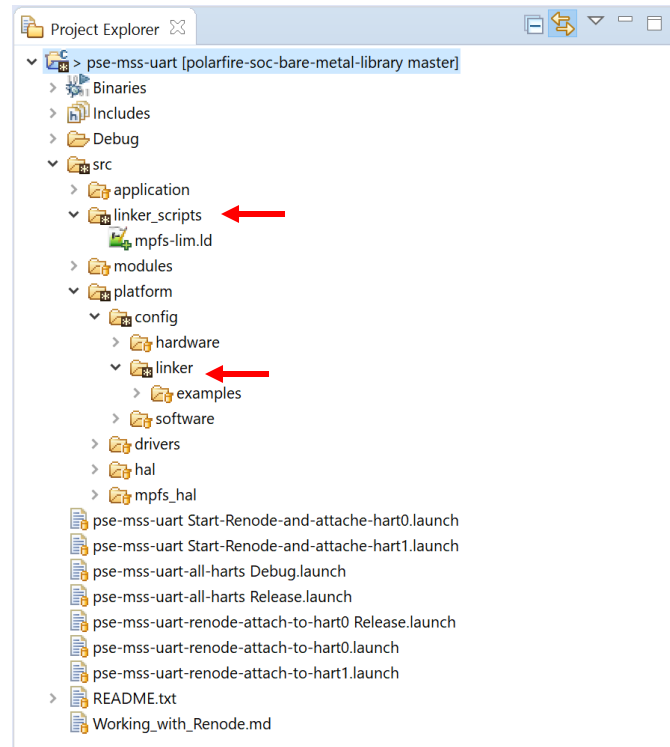 Project Explorer
> pse-mss-uart [polarfire-soc-bare-metal-library master]
Binaries
Includes
Debug
src
application
linker_scripts
mpfs-lim.ld
modules
platform
config
hardware
linker
examples
software
drivers
hal
mpfs_hal
pse-mss-uart Start-Renode-and-attache-hart0.launch
pse-mss-uart Start-Renode-and-attache-hart1.launch
pse-mss-uart-all-harts Debug.launch
pse-mss-uart-all-harts Release.launch
pse-mss-uart-renode-attach-to-hart0 Release.launch
pse-mss-uart-renode-attach-to-hart0.launch
pse-mss-uart-renode-attach-to-hart1.launch
README.txt
Working_with_Renode.md